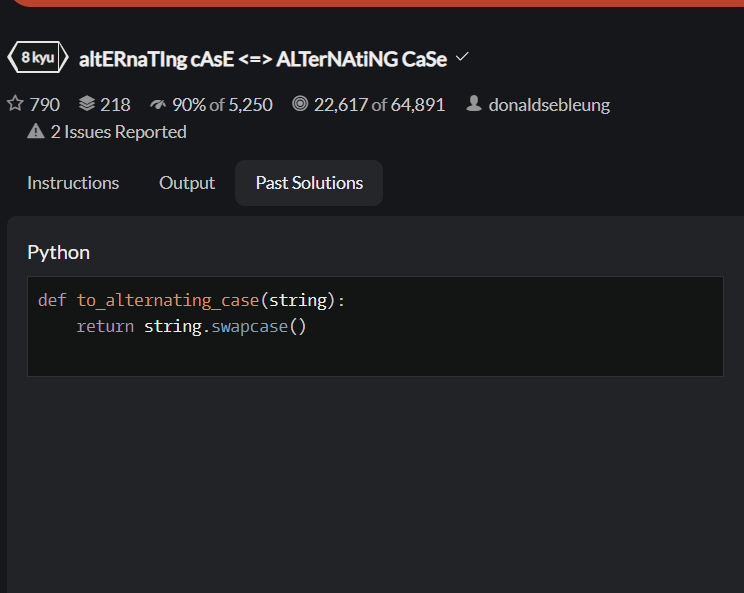 8 kyu altERnaTIng cAsE <=> ALTerNAtiNG CaSe
790 218 90% of 5,250 22,617 of 64,891 donaldsebleung
2 Issues Reported
Instructions Output Past Solutions
Python
def to_alternating_case(string):
    return string.swapcase()